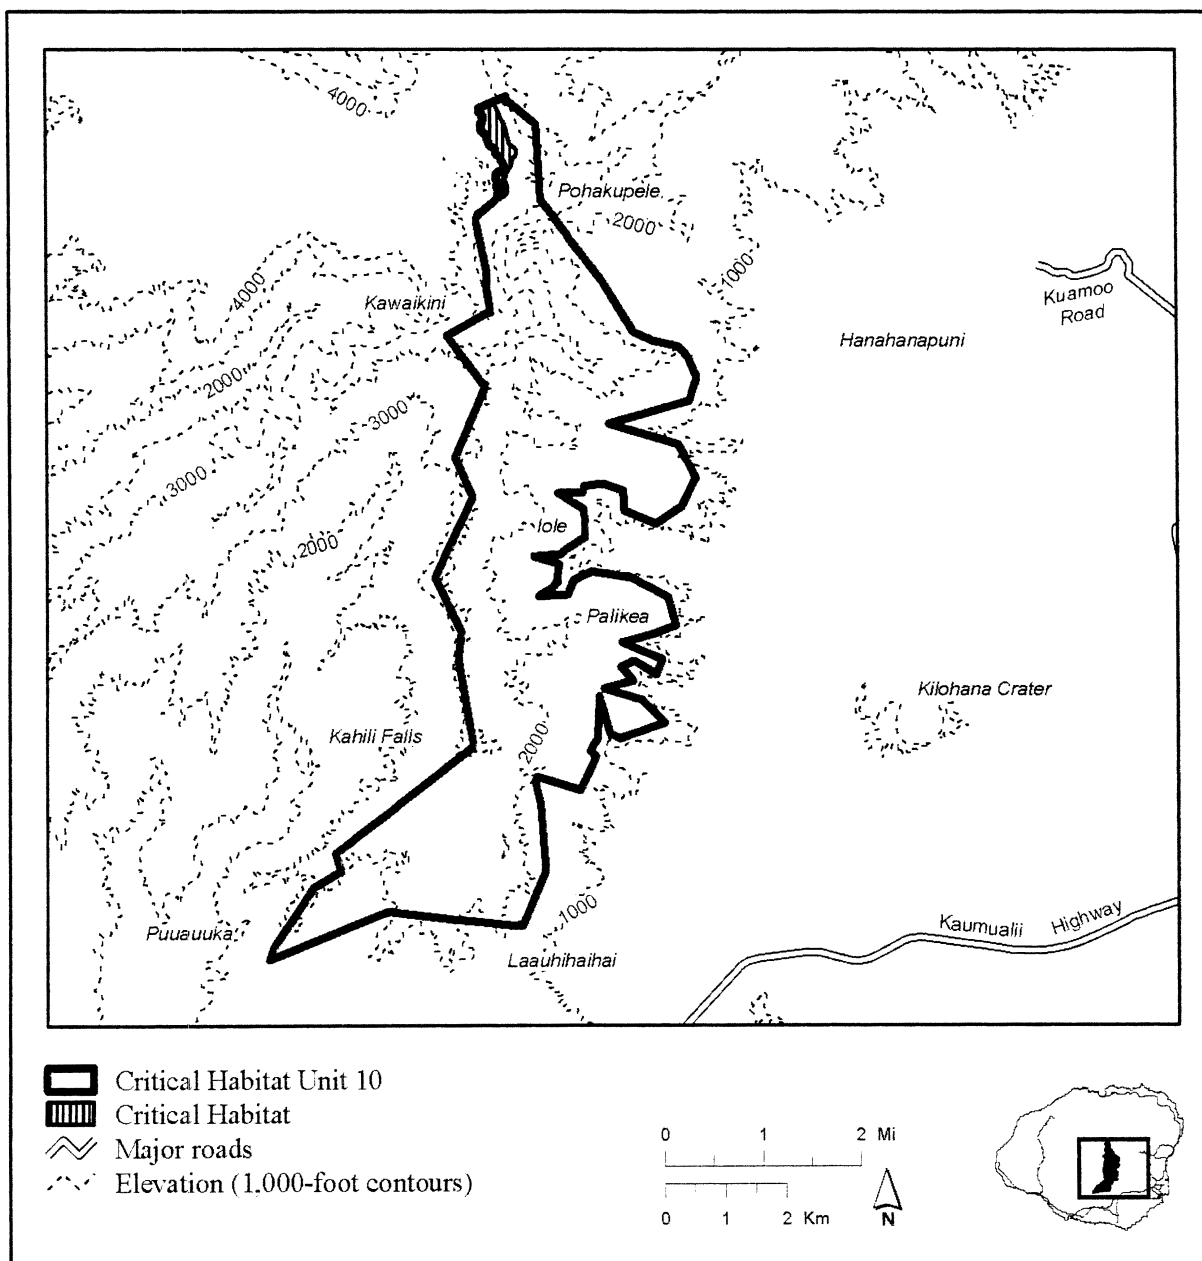 4000
Pohakupele
2000
1000
4000
Kawaikini
Kuamoo
Road
Hanahanapuni
2000
3000
3000
Iole
2000
Palikea
Kilohana Crater
Kahili Falls
2000
1000
Kaumualii Highway
Puuauuka
Laauhihaihai
Critical Habitat Unit 10
Critical Habitat
Major roads
Elevation (1,000-foot contours)
0 1 2 Mi
0 1 2 Km
N